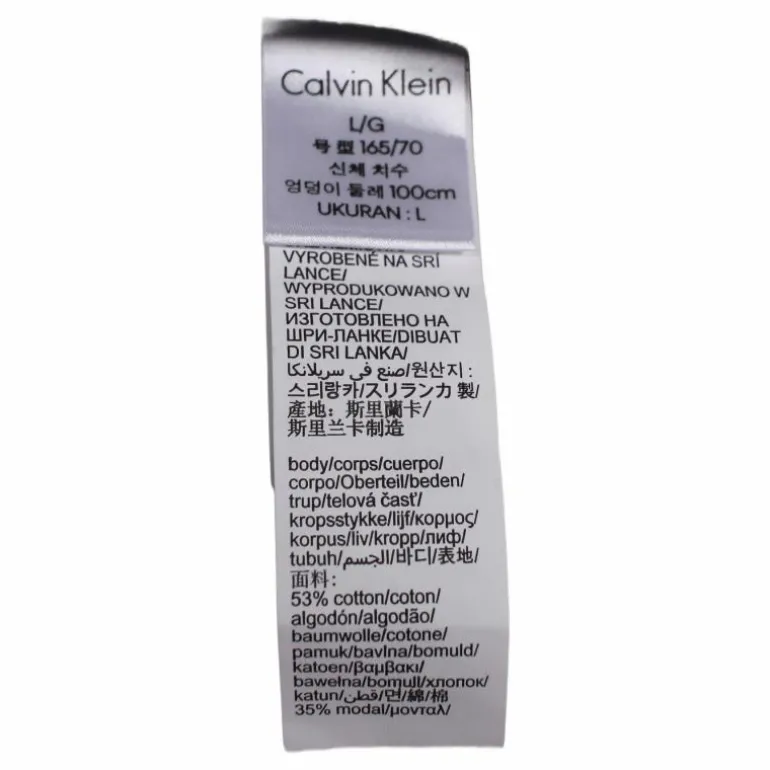 Calvin Klein
L/G
号型 165/70
신체 치수
엉덩이 둘레 100cm
UKURAN : L
VYROBENÉ NA SRÍ
LANCE/
WYPRODUKOWANO W
SRI LANCE/
ИЗГОТОВЛЕНО НА
ШРИ-ЛАНКЕ/DIBUAT
DI SRI LANKA/
صنع في سريلانكا/원산지 :
스리랑카/スリランカ 製/
產地: 斯里蘭卡/
斯里兰卡制造
body/corps/cuerpo/
corpo/Oberteil/beden/
trup/telová časť/
kropsstykke/lijf/κορμος/
korpus/liv/kropp/лиф/
tubuh/الجسم/바디/表地/
面料:
53% cotton/coton/
algodón/algodão/
baumwolle/cotone/
pamuk/bavlna/bomuld/
katoen/βαμβακι/
bawełna/bomull/хлопок/
katun/قطن/면/綿/棉
35% modal/μονταλ/